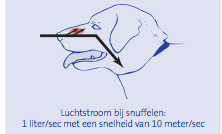 Luchtstroom bij snuffelen:
1 liter/sec met een snelheid van 10 meter/sec